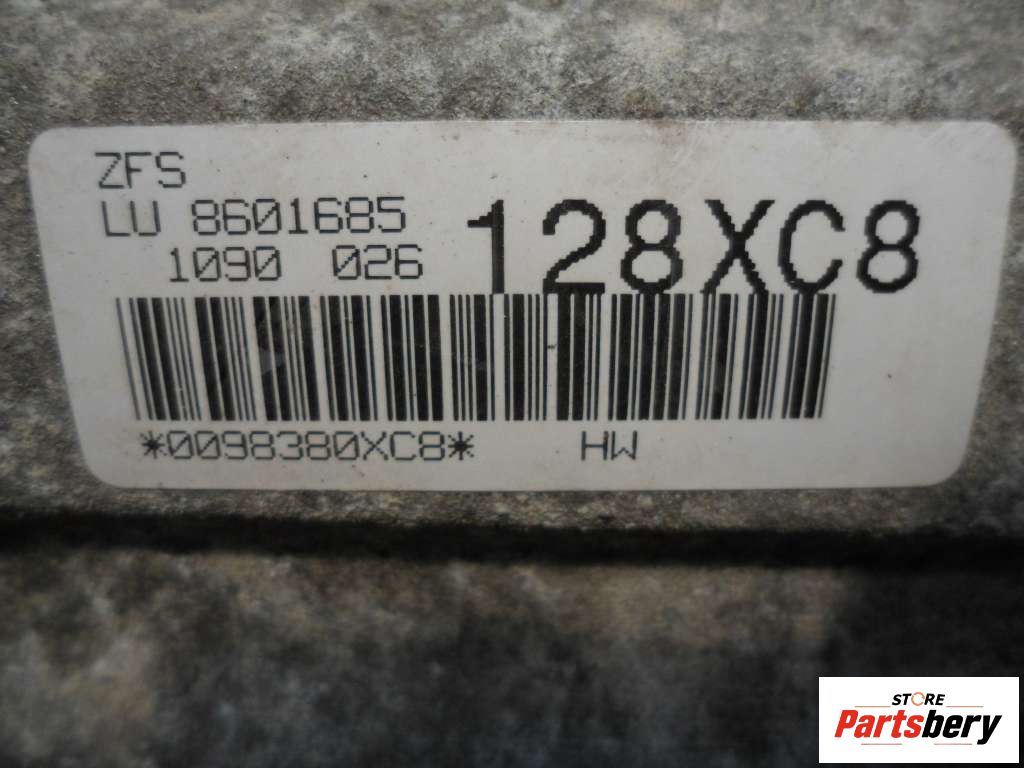 ZFS
LU 8601685
1090 026
128XC8
*0098380XC8*
HW
STORE
Partsbery